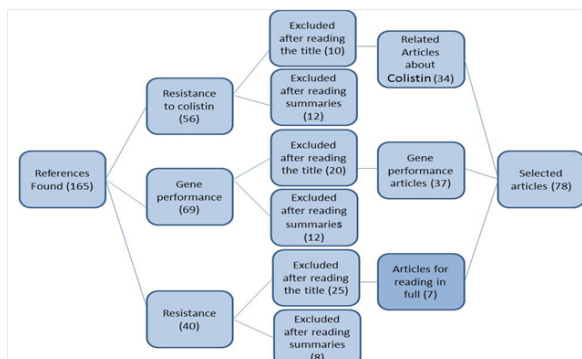 References
Found (165)
Resistance
to colistin
(56)
Gene
performance
(69)
Resistance
(40)
Excluded
after reading
the title (10)
Excluded
after reading
summaries
(12)
Excluded
after reading
the title (20)
Excluded
after reading
summaries
(12)
Excluded
after reading
the title (25)
Excluded
after reading
summaries
(8)
Related
Articles
about
Colistin (34)
Gene
performance
articles (37)
Articles for
reading in
full (7)
Selected
articles (78)